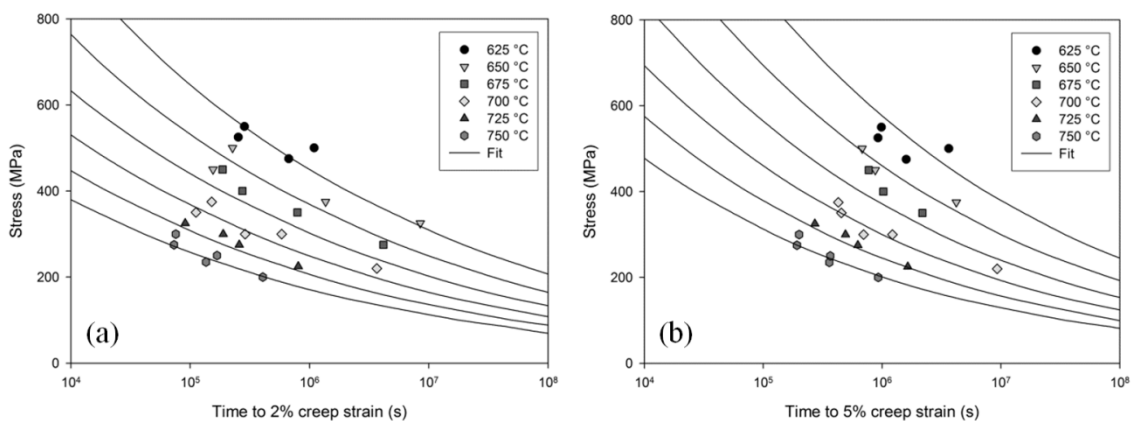 800
600
400
200
0
Stress (MPa)
625 °C
650 °C
675 °C
700 °C
725 °C
750 °C
Fit
(a)
10⁴ 10⁵ 10⁶ 10⁷ 10⁸
Time to 2% creep strain (s)
800
600
400
200
0
Stress (MPa)
625 °C
650 °C
675 °C
700 °C
725 °C
750 °C
Fit
(b)
10⁴ 10⁵ 10⁶ 10⁷ 10⁸
Time to 5% creep strain (s)